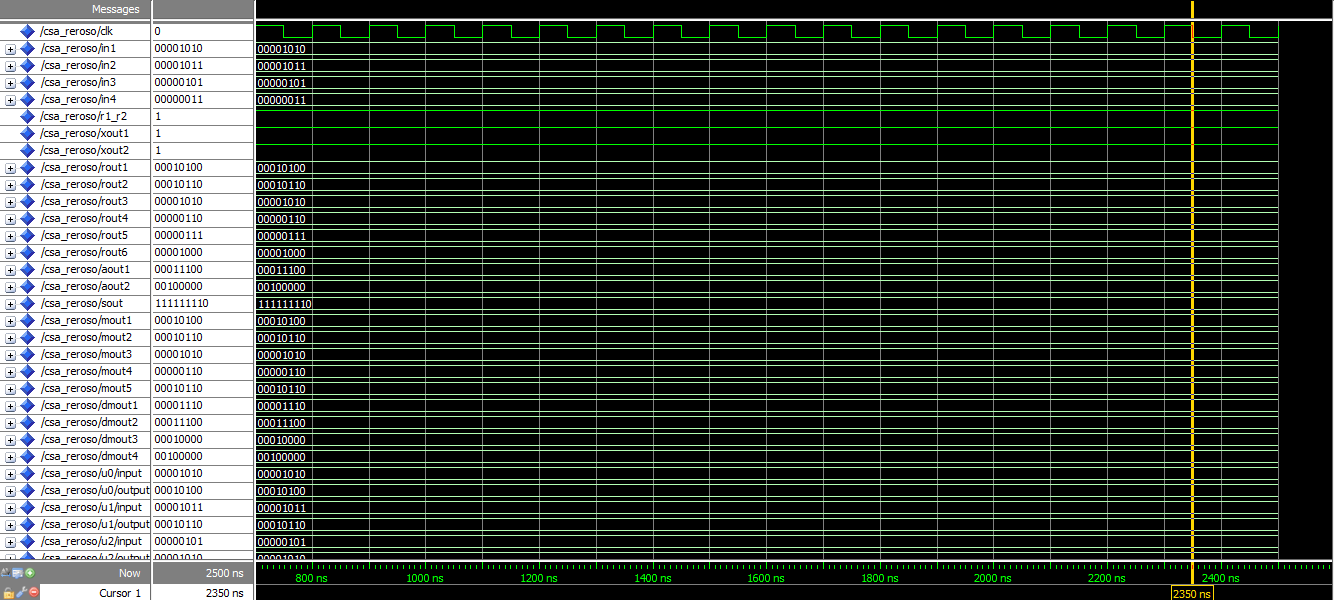 Messages
/csa_reroso/clk 0
/csa_reroso/in1 00001010 00001010
/csa_reroso/in2 00001011 00001011
/csa_reroso/in3 00000101 00000101
/csa_reroso/in4 00000011 00000011
/csa_reroso/r1_r2 1
/csa_reroso/xout1 1
/csa_reroso/xout2 1
/csa_reroso/rout1 00010100 00010100
/csa_reroso/rout2 00010110 00010110
/csa_reroso/rout3 00001010 00001010
/csa_reroso/rout4 00000110 00000110
/csa_reroso/rout5 00000111 00000111
/csa_reroso/rout6 00001000 00001000
/csa_reroso/aout1 00011100 00011100
/csa_reroso/aout2 00100000 00100000
/csa_reroso/sout 111111110 111111110
/csa_reroso/mout1 00010100 00010100
/csa_reroso/mout2 00010110 00010110
/csa_reroso/mout3 00001010 00001010
/csa_reroso/mout4 00000110 00000110
/csa_reroso/mout5 00010110 00010110
/csa_reroso/dmout1 00001110 00001110
/csa_reroso/dmout2 00011100 00011100
/csa_reroso/dmout3 00010000 00010000
/csa_reroso/dmout4 00100000 00100000
/csa_reroso/u0/input 00001010 00001010
/csa_reroso/u0/output 00010100 00010100
/csa_reroso/u1/input 00001011 00001011
/csa_reroso/u1/output 00010110 00010110
/csa_reroso/u2/input 00000101 00000101
/csa_reroso/u2/output 00001010 00001010
Now 2500 ns 800 ns 1000 ns 1200 ns 1400 ns 1600 ns 1800 ns 2000 ns 2200 ns 2400 ns
Cursor 1 2350 ns 2350 ns